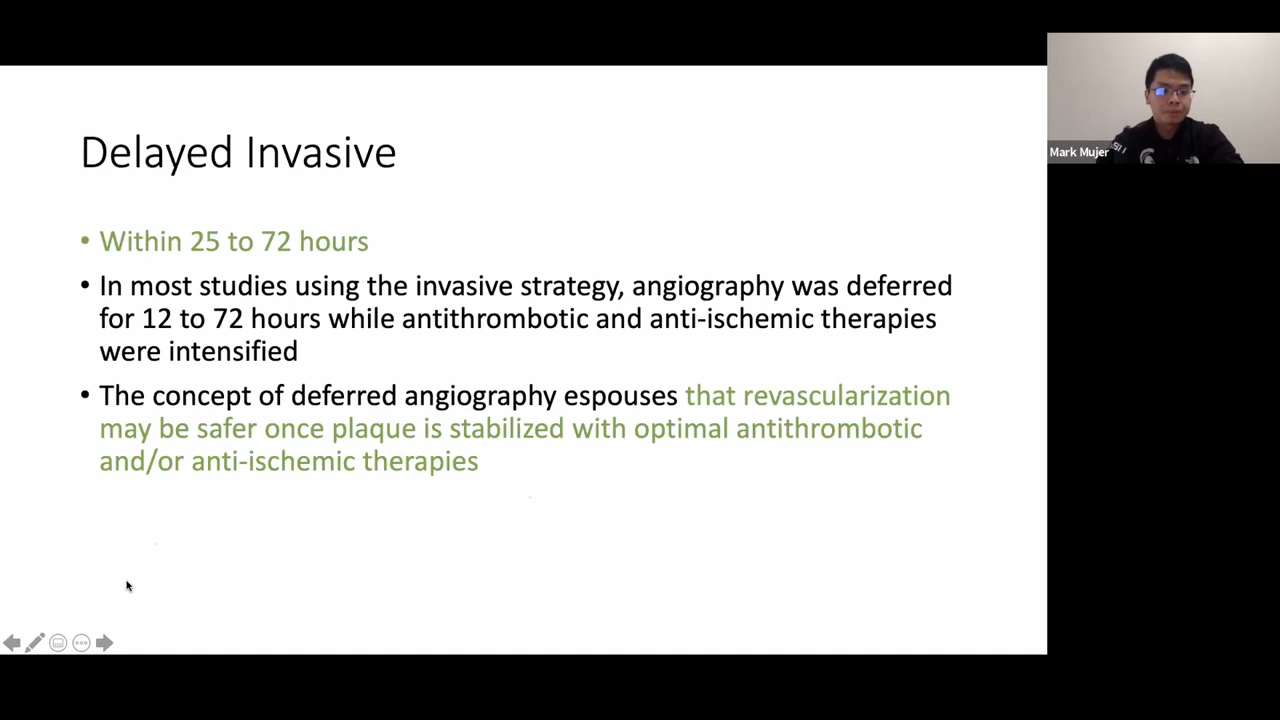 Delayed Invasive
• Within 25 to 72 hours
• In most studies using the invasive strategy, angiography was deferred
for 12 to 72 hours while antithrombotic and anti-ischemic therapies
were intensified
• The concept of deferred angiography espouses that revascularization
may be safer once plaque is stabilized with optimal antithrombotic
and/or anti-ischemic therapies
Mark Mujer